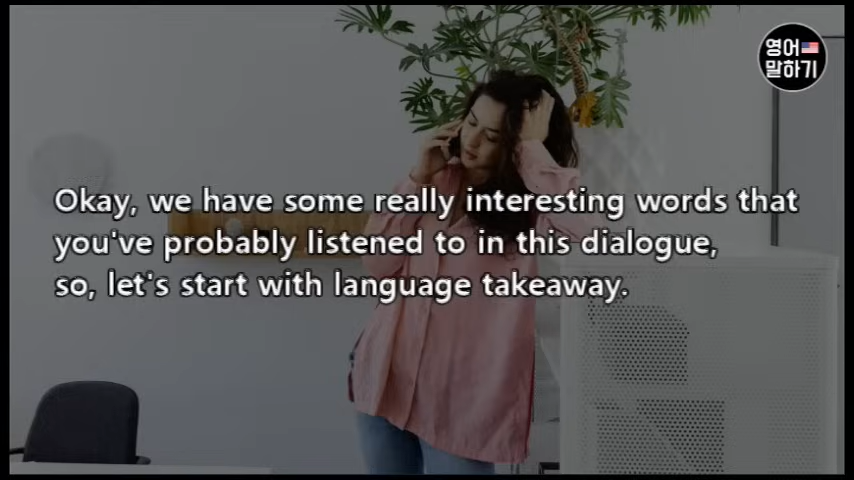 영어
말하기
Okay, we have some really interesting words that
you've probably listened to in this dialogue,
so, let's start with language takeaway.